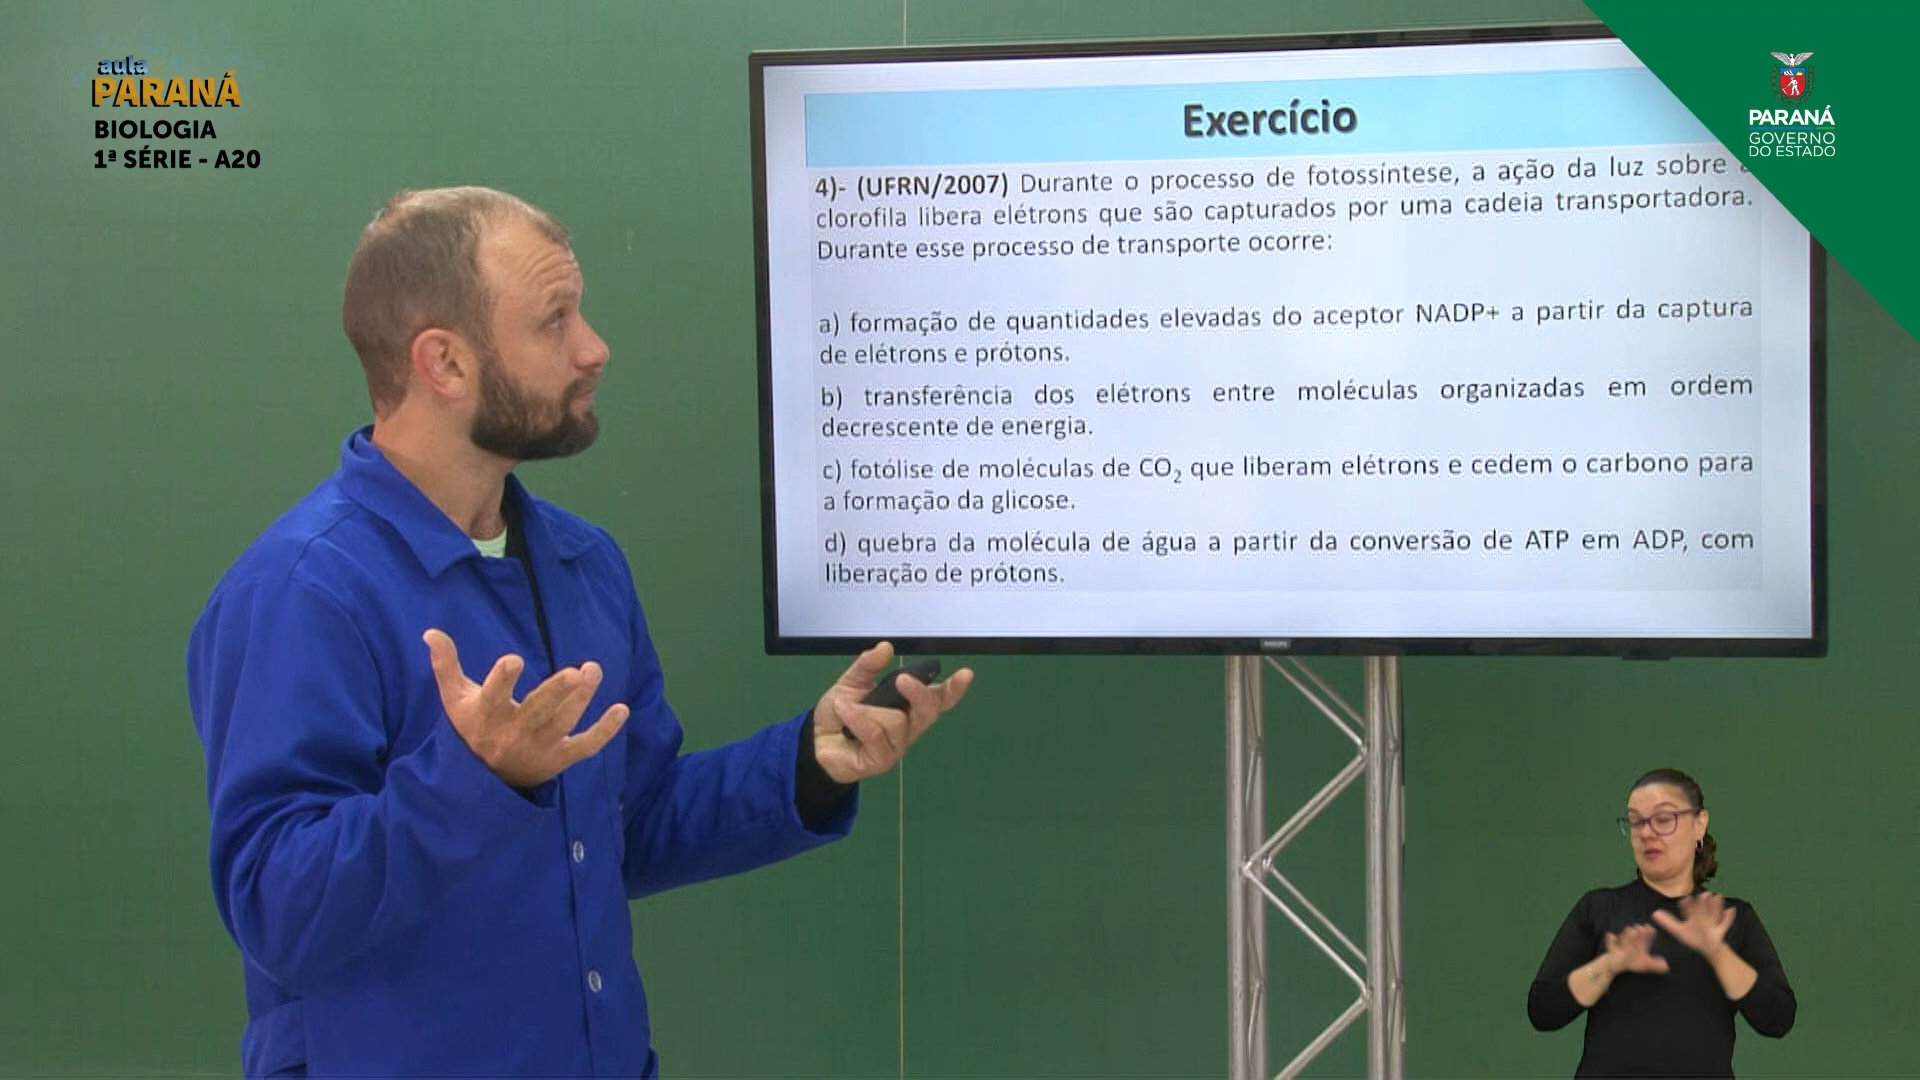 aula
PARANÁ
BIOLOGIA
1ª SÉRIE - A20
PARANÁ
GOVERNO
DO ESTADO
Exercício
4)- (UFRN/2007) Durante o processo de fotossíntese, a ação da luz sobre
clorofila libera elétrons que são capturados por uma cadeia transportadora.
Durante esse processo de transporte ocorre:
a) formação de quantidades elevadas do aceptor NADP+ a partir da captura
de elétrons e prótons.
b) transferência dos elétrons entre moléculas organizadas em ordem
decrescente de energia.
c) fotólise de moléculas de CO₂ que liberam elétrons e cedem o carbono para
a formação da glicose.
d) quebra da molécula de água a partir da conversão de ATP em ADP, com
liberação de prótons.
PHILIPS